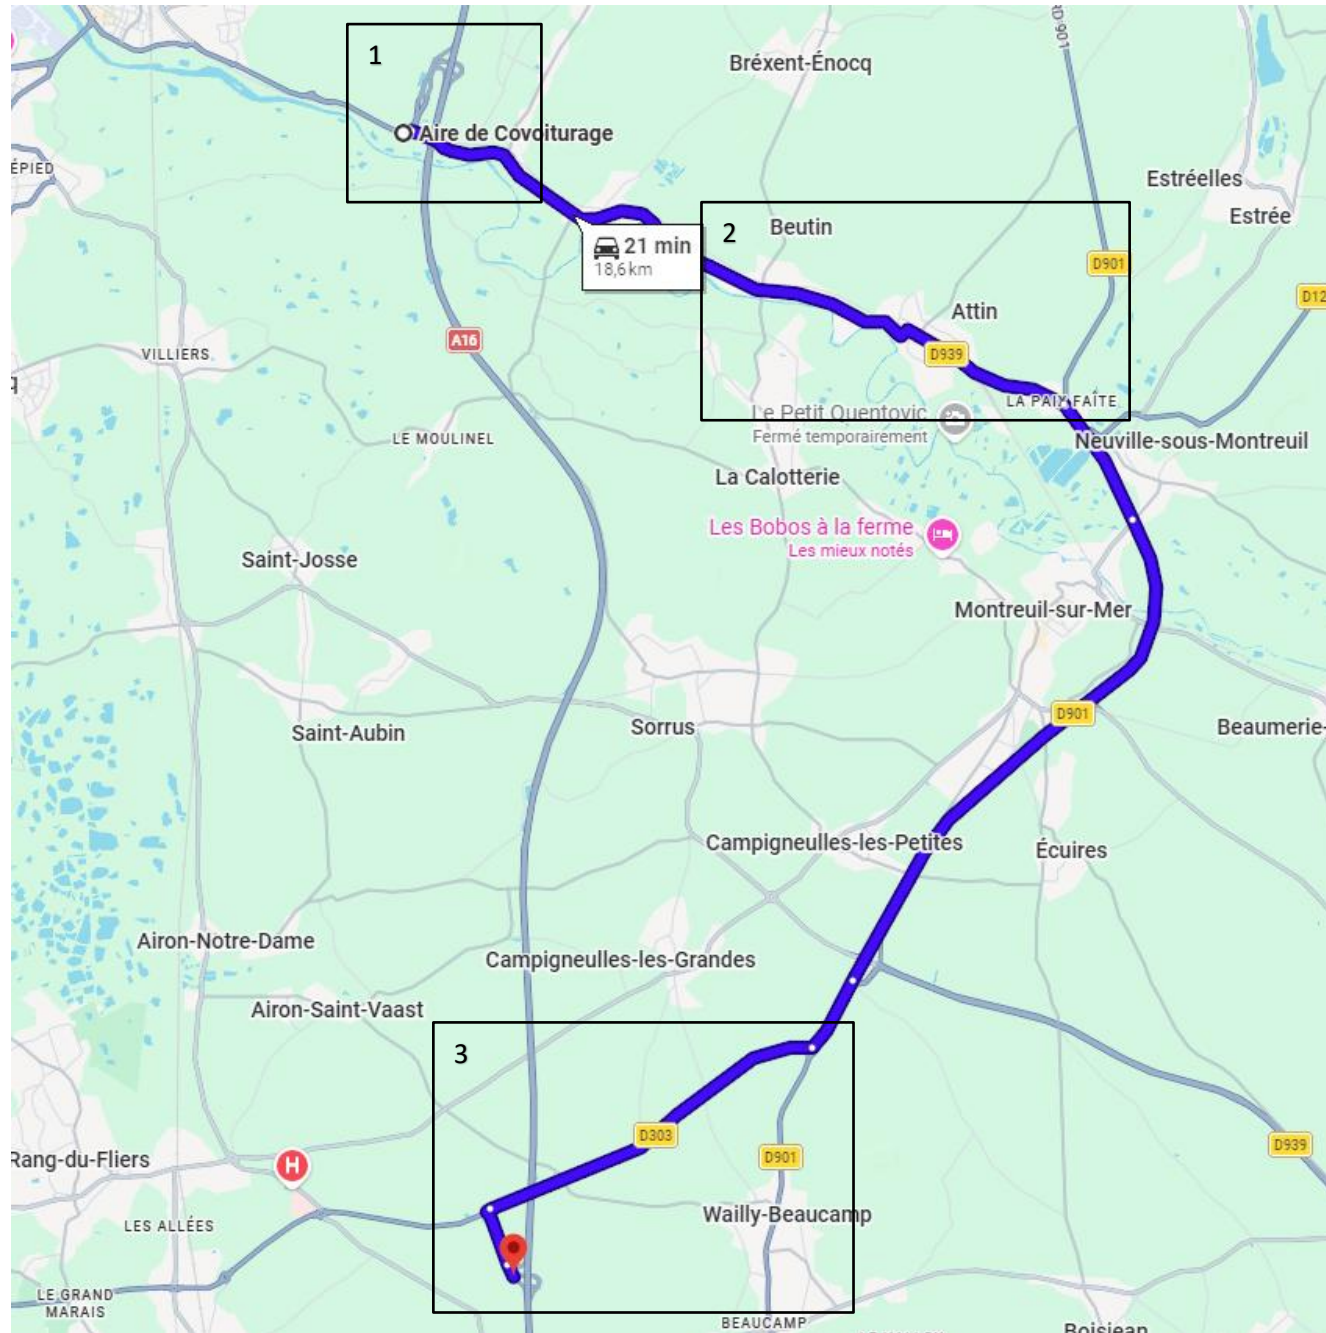 1
RD 901
Bréxent-Énocq
Aire de Covoiturage
ÉPIED
Estréelles
Estrée
2
Beutin
21 min
18,6 km
D901
D12
Attin
A16
VILLIERS
D939
q
LA PAIX FAÎTE
Le Petit Quentovic
Fermé temporairement
LE MOULINEL
Neuville-sous-Montreuil
La Calotterie
Les Bobos à la ferme
Les mieux notés
Saint-Josse
Montreuil-sur-Mer
D901
Saint-Aubin
Sorrus
Beaumerie-
Campigneulles-les-Petites
Écuires
Airon-Notre-Dame
Campigneulles-les-Grandes
Airon-Saint-Vaast
3
D303
D939
Rang-du-Fliers
H
D901
LES ALLÉES
Wailly-Beaucamp
LE GRAND
MARAIS
BEAUCAMP
Boisjean